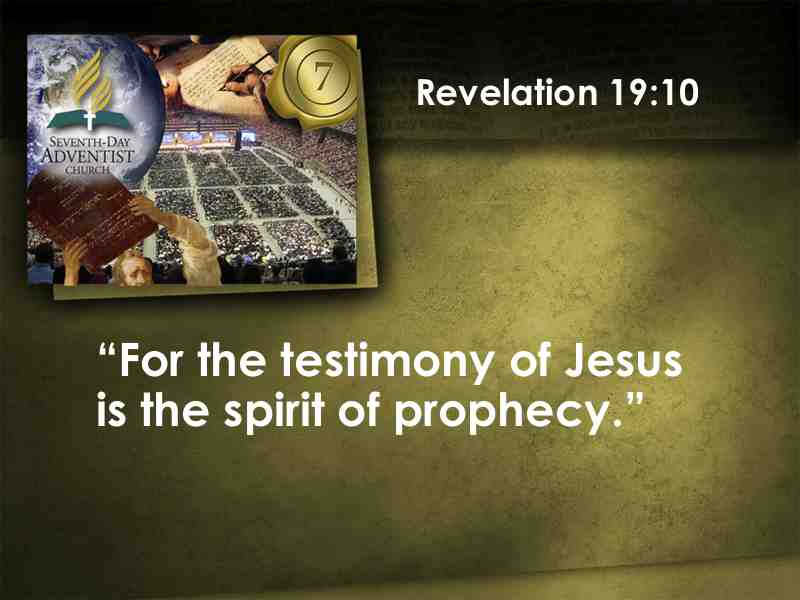 7
Revelation 19:10
SEVENTH-DAY
ADVENTIST
CHURCH
“For the testimony of Jesus
is the spirit of prophecy.”